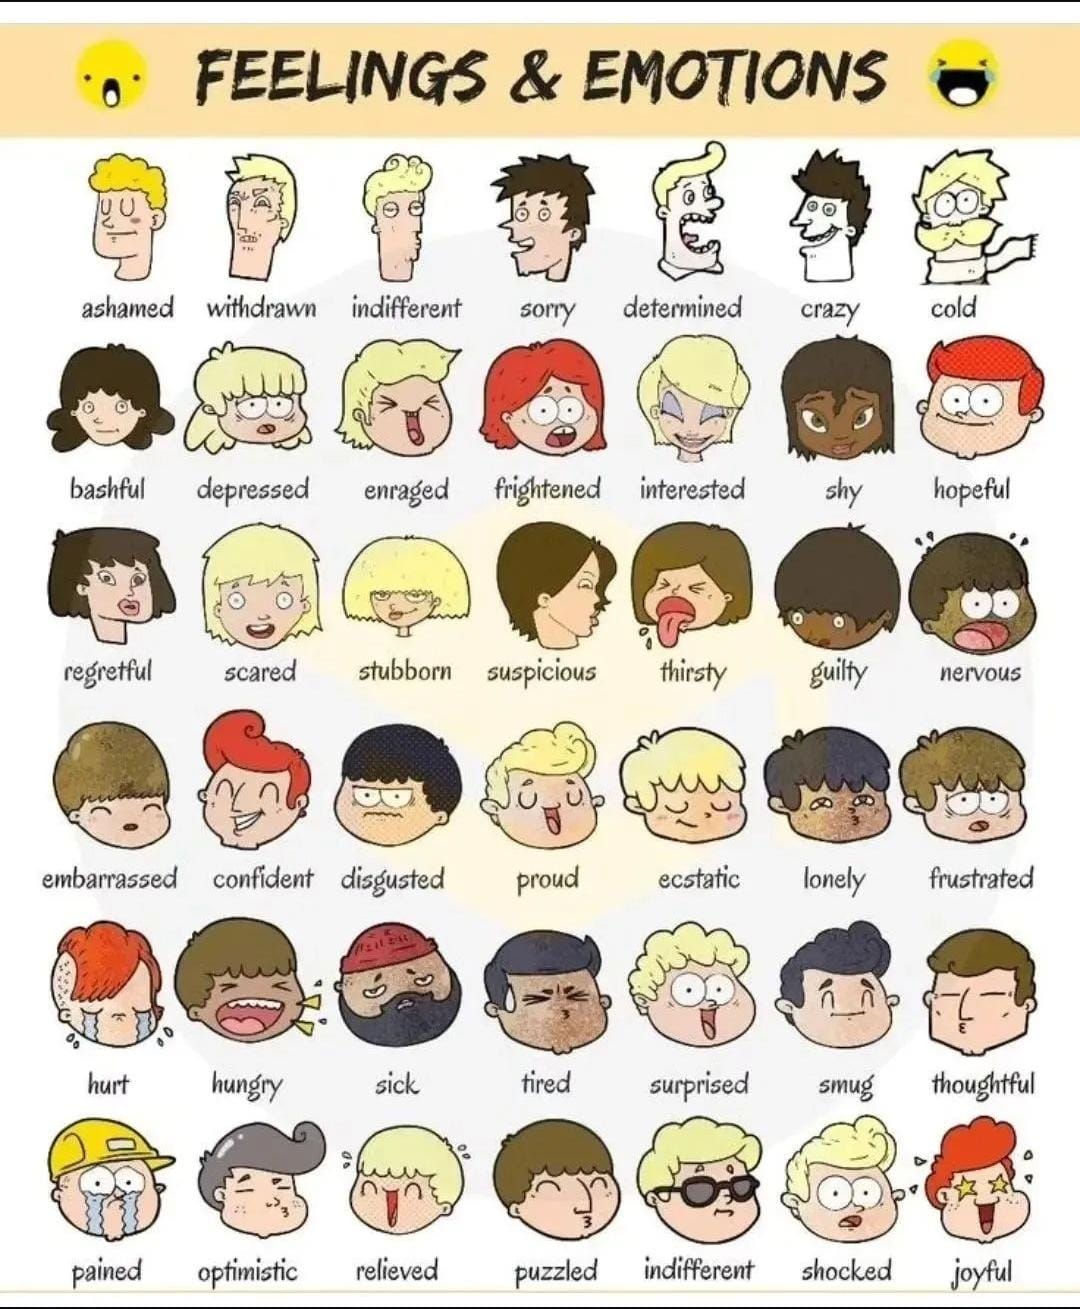 FEELINGS & EMOTIONS
ashamed withdrawn indifferent sorry determined crazy cold
bashful depressed enraged frightened interested shy hopeful
regretful scared stubborn suspicious thirsty guilty nervous
embarrassed confident disgusted proud ecstatic lonely frustrated
hurt hungry sick tired surprised smug thoughtful
pained optimistic relieved puzzled indifferent shocked joyful